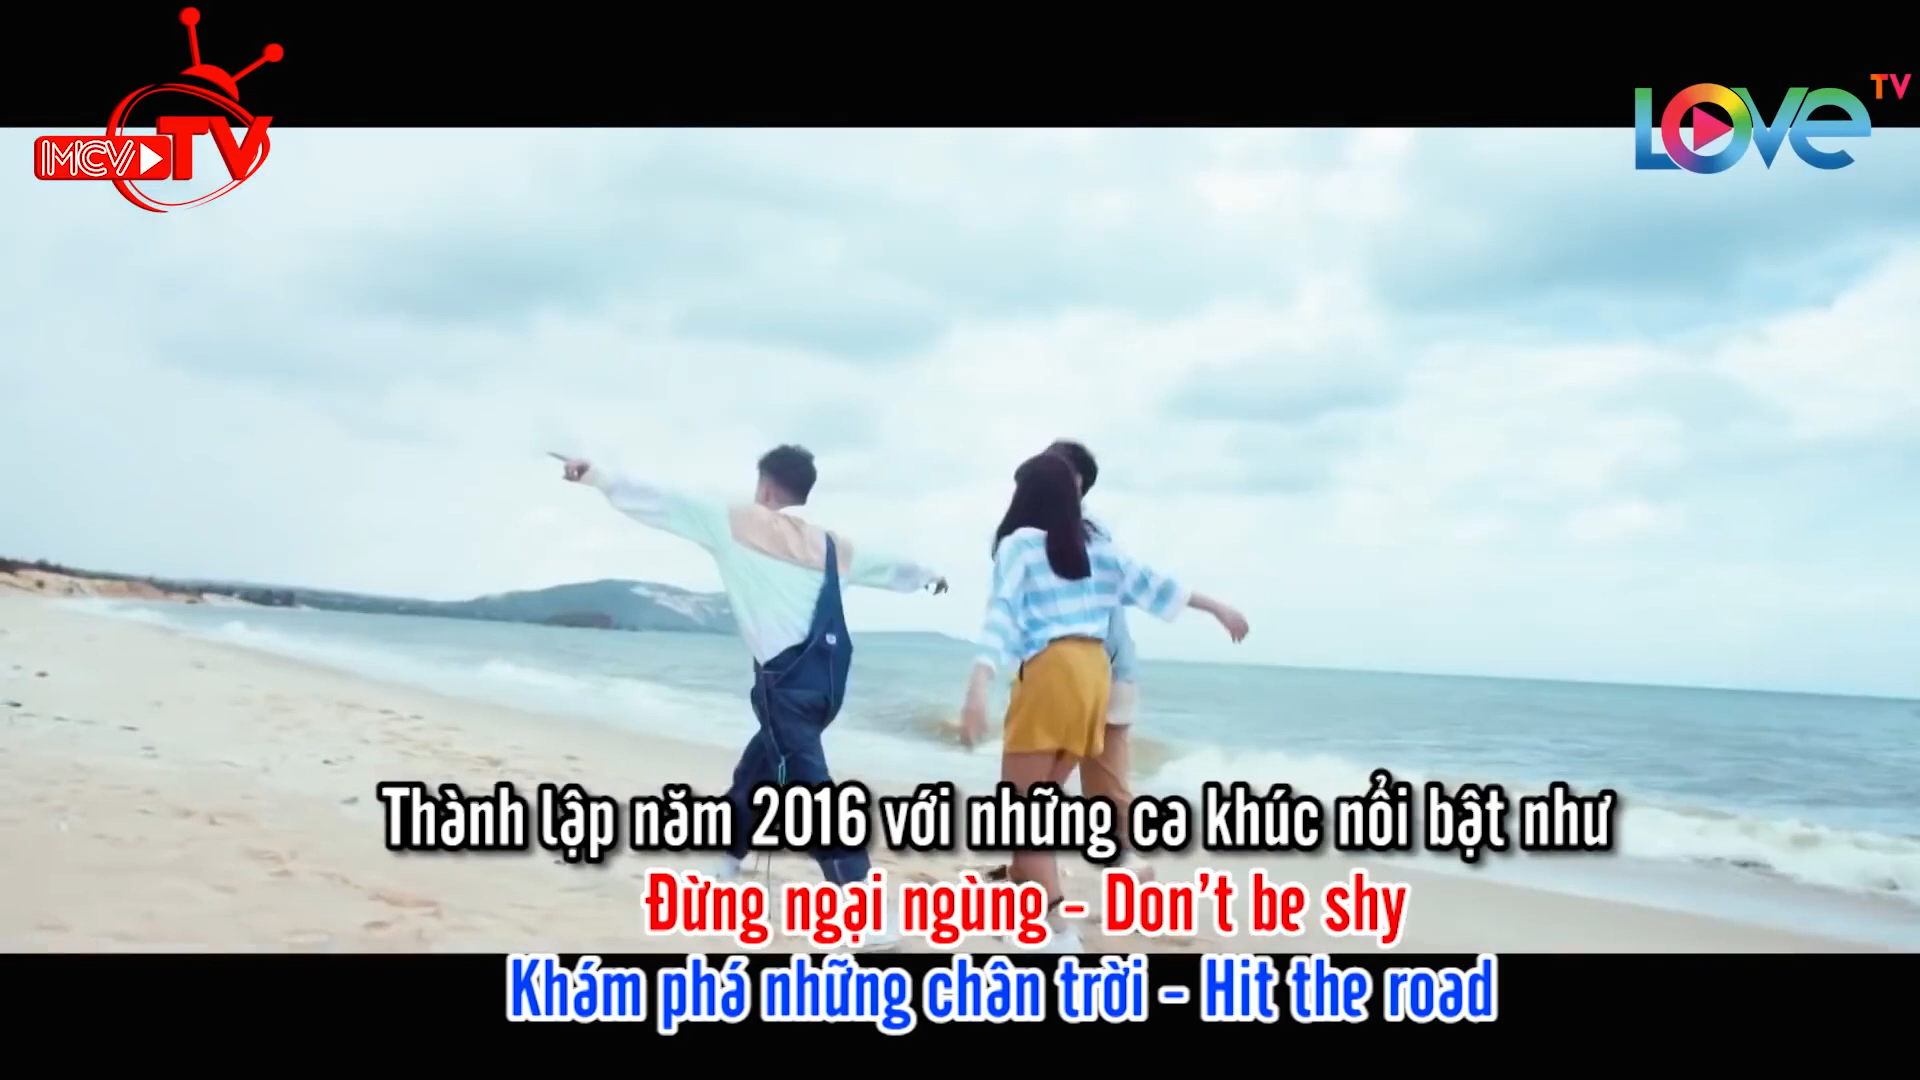 MCV TV
LOVE TV
Thành lập năm 2016 với những ca khúc nổi bật như
Đừng ngại ngùng - Don't be shy
Khám phá những chân trời - Hit the road